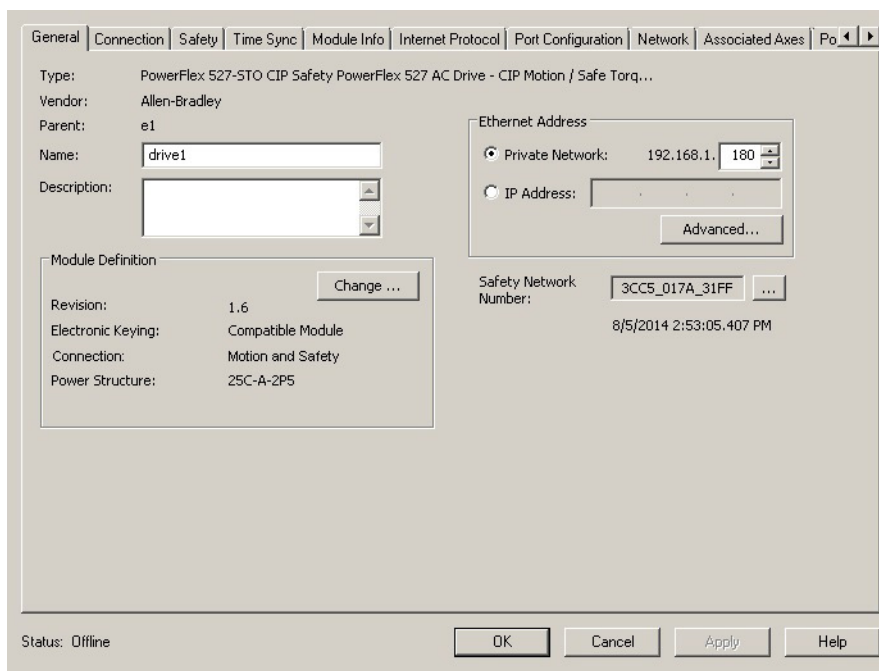 General Connection Safety Time Sync Module Info Internet Protocol Port Configuration Network Associated Axes Po
Type: PowerFlex 527-STO CIP Safety PowerFlex 527 AC Drive - CIP Motion / Safe Torq...
Vendor: Allen-Bradley
Parent: e1
Name: drive1
Description:
Ethernet Address
Private Network: 192.168.1. 180
IP Address: . . .
Advanced...
Module Definition
Change ...
Revision: 1.6
Electronic Keying: Compatible Module
Connection: Motion and Safety
Power Structure: 25C-A-2P5
Safety Network Number: 3CC5_017A_31FF ...
8/5/2014 2:53:05.407 PM
Status: Offline
OK Cancel Apply Help